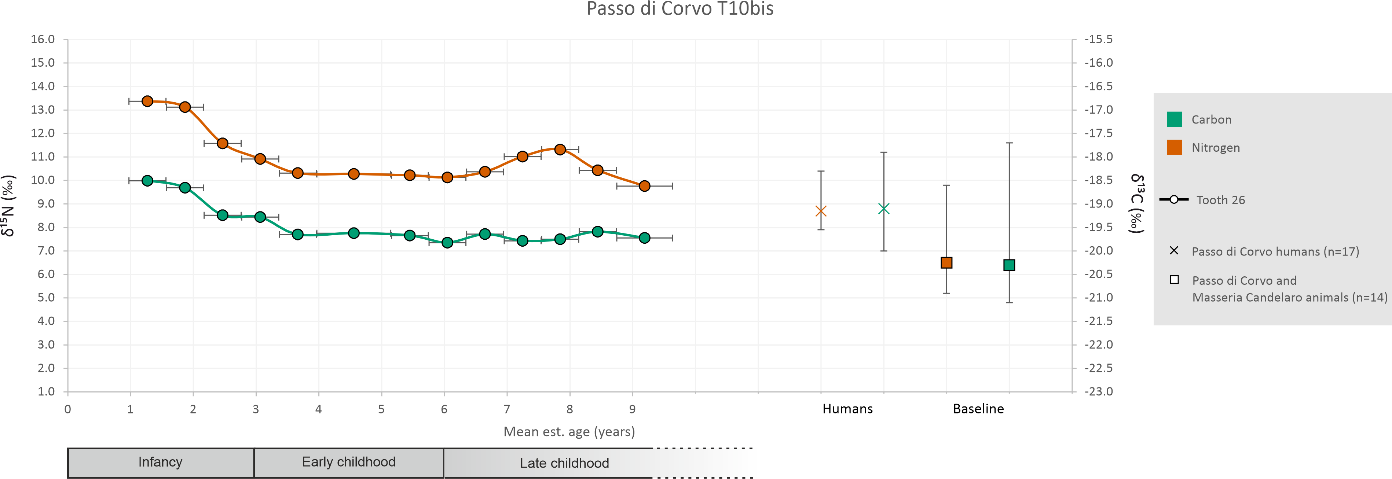 Passo di Corvo T10bis
16.0
15.0
14.0
13.0
12.0
11.0
10.0
9.0
8.0
7.0
6.0
5.0
4.0
3.0
2.0
1.0
δ¹⁵N (‰)
-15.5
-16.0
-16.5
-17.0
-17.5
-18.0
-18.5
-19.0
-19.5
-20.0
-20.5
-21.0
-21.5
-22.0
-22.5
-23.0
δ¹³C (‰)
0 1 2 3 4 5 6 7 8 9 Humans Baseline
Mean est. age (years)
Infancy Early childhood Late childhood
Carbon
Nitrogen
Tooth 26
Passo di Corvo humans (n=17)
Passo di Corvo and
Masseria Candelaro animals (n=14)